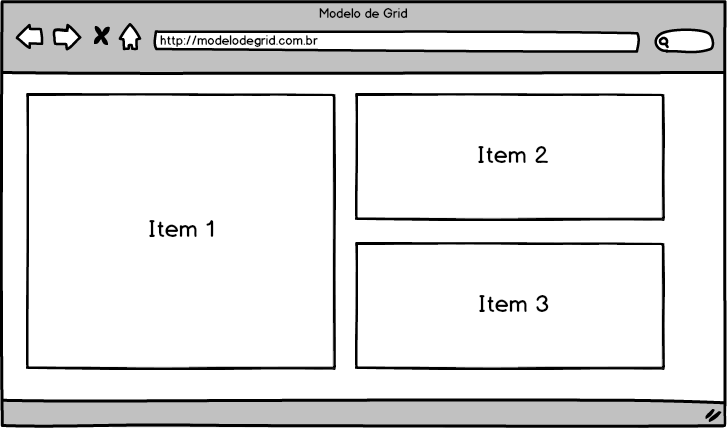 Modelo de Grid
http://modelodegrid.com.br
Item 1
Item 2
Item 3